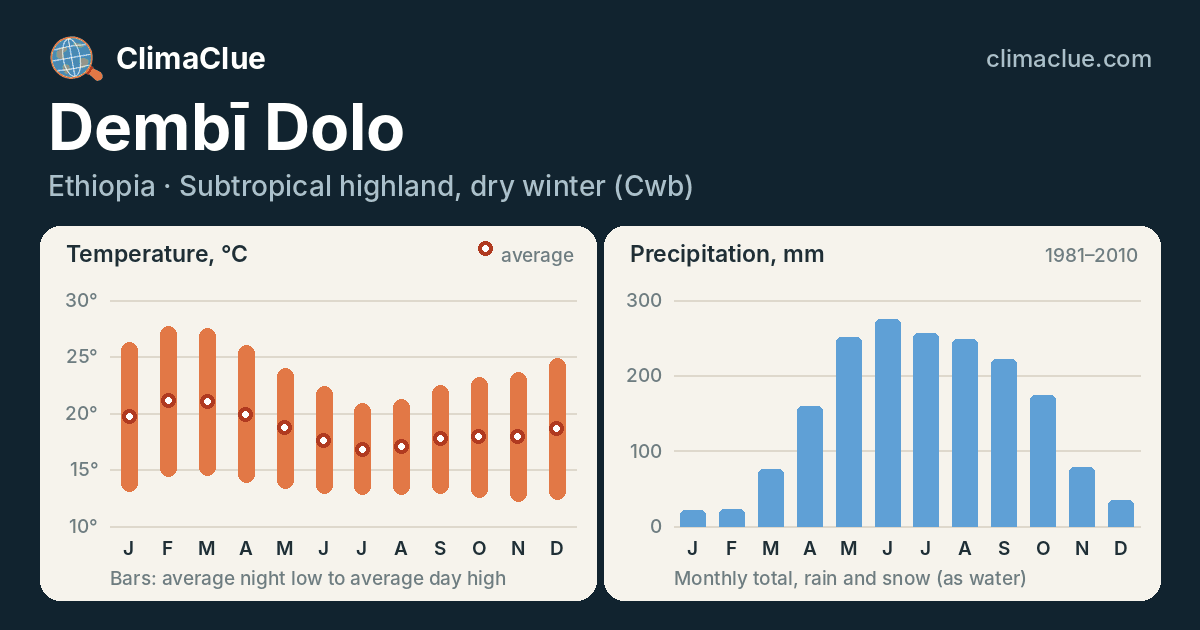 ClimaClue
climaclue.com
Dembī Dolo
Ethiopia · Subtropical highland, dry winter (Cwb)
Temperature, °C
average
30°
25°
20°
15°
10°
J F M A M J J A S O N D
Bars: average night low to average day high
Precipitation, mm
1981–2010
300
200
100
0
J F M A M J J A S O N D
Monthly total, rain and snow (as water)